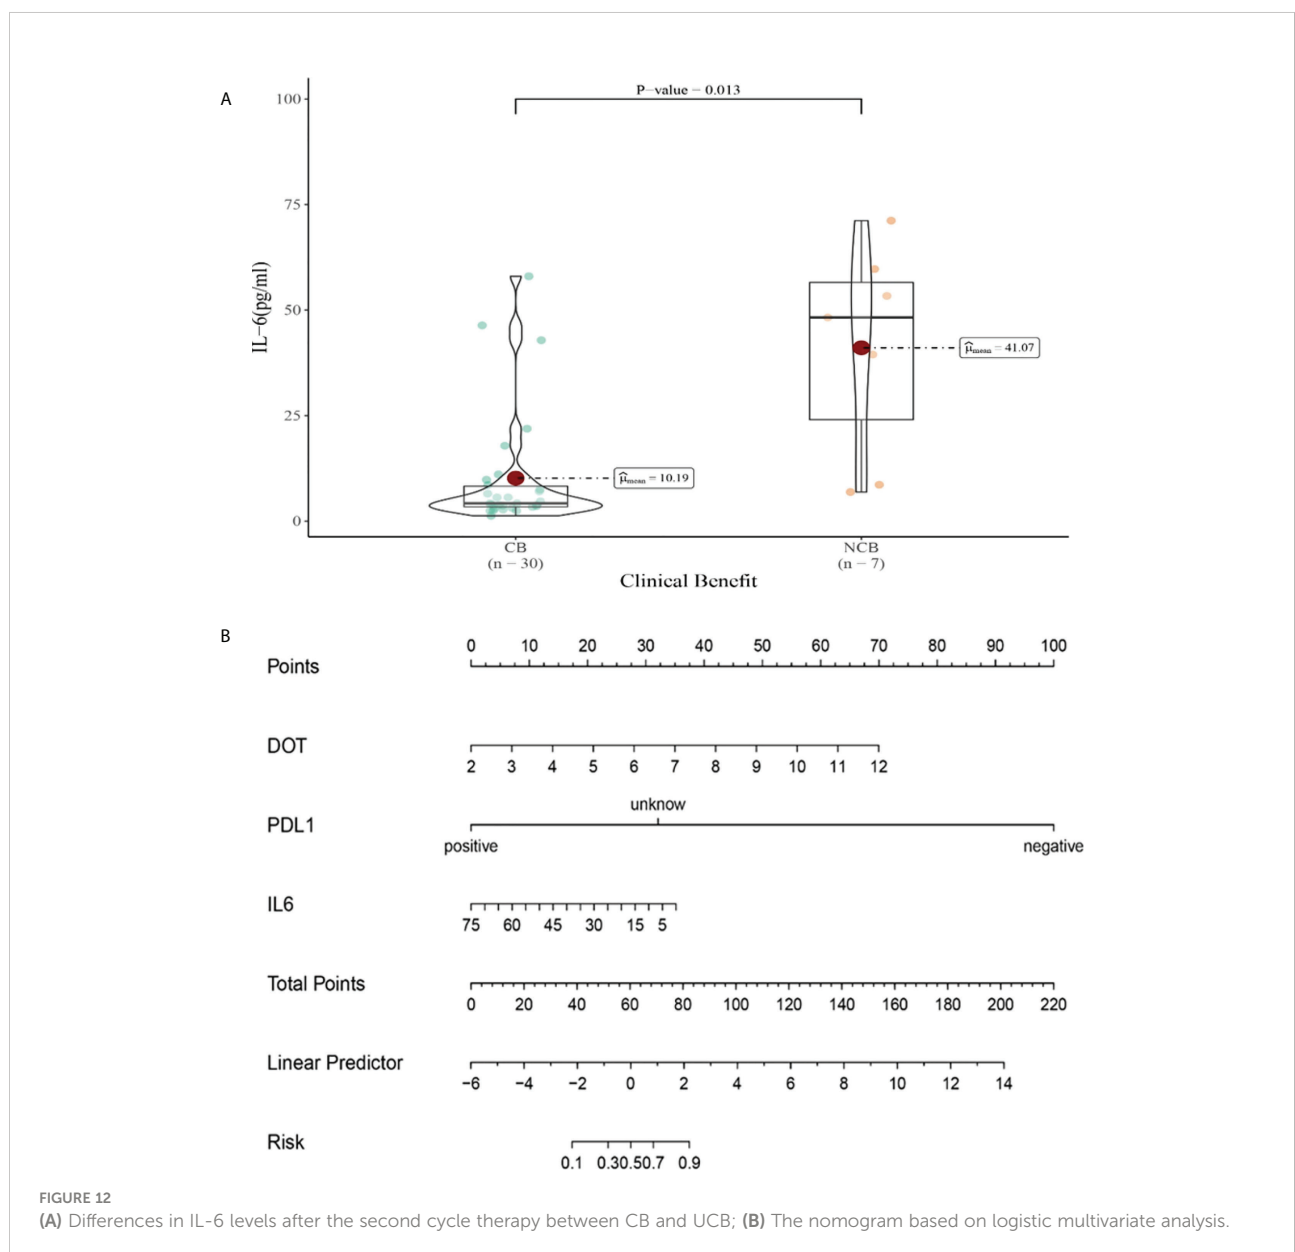 A
P-value = 0.013
100
75
50
25
0
IL-6(pg/ml)
μ̂mean = 10.19
μ̂mean = 41.07
CB
(n = 30)
NCB
(n = 7)
Clinical Benefit
B
Points
0 10 20 30 40 50 60 70 80 90 100
DOT
2 3 4 5 6 7 8 9 10 11 12
PDL1
unknow
positive negative
IL6
75 60 45 30 15 5
Total Points
0 20 40 60 80 100 120 140 160 180 200 220
Linear Predictor
−6 −4 −2 0 2 4 6 8 10 12 14
Risk
0.1 0.30.50.7 0.9
FIGURE 12
(A) Differences in IL-6 levels after the second cycle therapy between CB and UCB; (B) The nomogram based on logistic multivariate analysis.